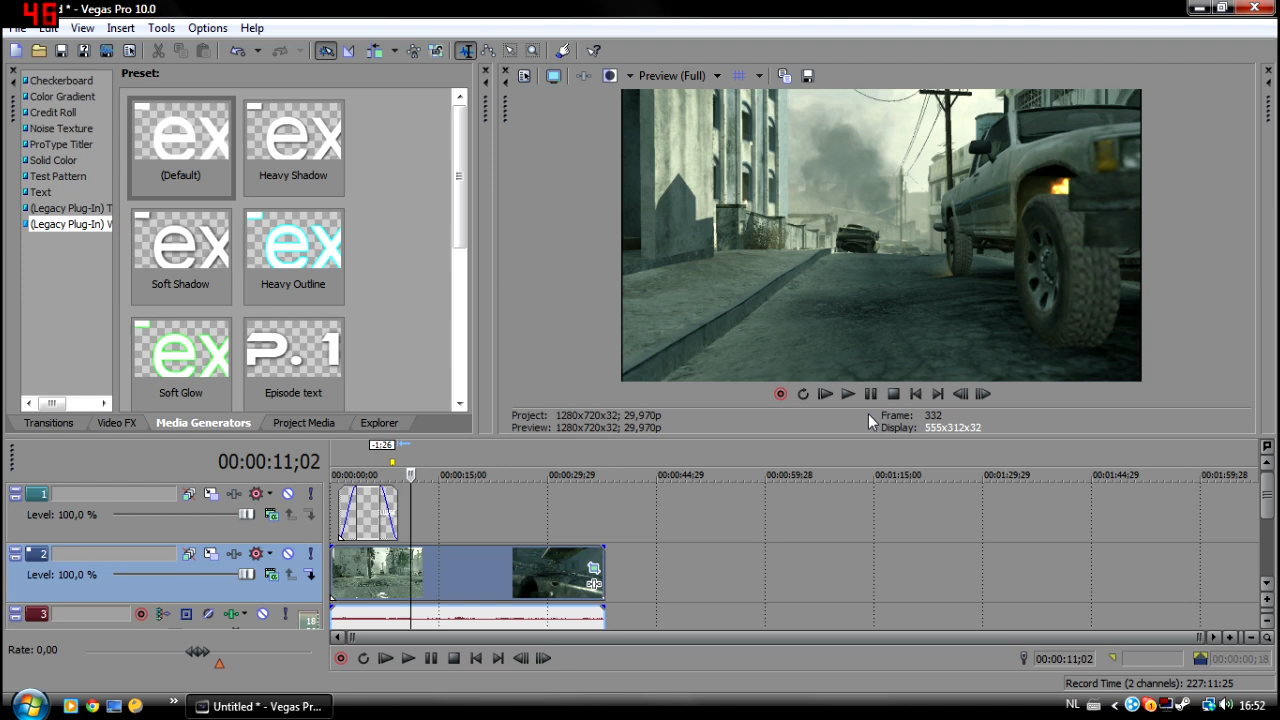 46
d * - Vegas Pro 10.0
File Edit View Insert Tools Options Help
Checkerboard
Color Gradient
Credit Roll
Noise Texture
ProType Titler
Solid Color
Test Pattern
Text
(Legacy Plug-In) T
(Legacy Plug-In) W
Preset:
ex
(Default)
ex
Heavy Shadow
ex
Soft Shadow
ex
Heavy Outline
ex
Soft Glow
P. 1
Episode text
Transitions Video FX Media Generators Project Media Explorer
Preview (Full)
Project: 1280x720x32; 29,970p
Preview: 1280x720x32; 29,970p
Frame: 332
Display: 555x312x32
00:00:11;02
-1;26
00:00:00;00 00:00:15;00 00:00:29;29 00:00:44;29 00:00:59;28 00:01:15;00 00:01:29;29 00:01:44;29 00:01:59;28
1
Level: 100,0 %
2
Level: 100,0 %
3
18
Rate: 0,00
00:00:11;02
00:00:00;18
Record Time (2 channels): 227:11:25
Untitled * - Vegas Pr...
NL
16:52